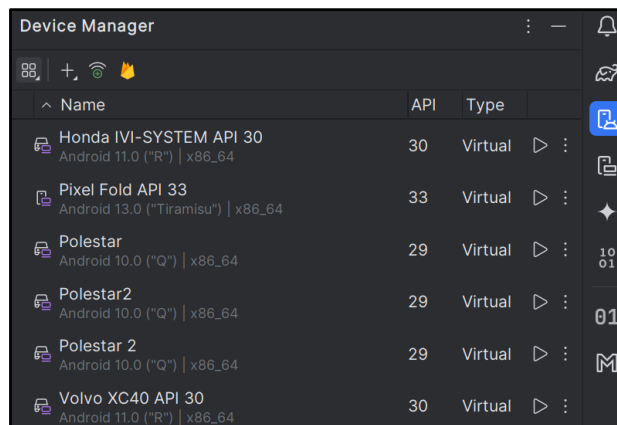 Device Manager
Name API Type
Honda IVI-SYSTEM API 30 30 Virtual
Android 11.0 ("R") | x86_64
Pixel Fold API 33 33 Virtual
Android 13.0 ("Tiramisu") | x86_64
Polestar 29 Virtual
Android 10.0 ("Q") | x86_64
Polestar2 29 Virtual
Android 10.0 ("Q") | x86_64
Polestar 2 29 Virtual
Android 10.0 ("Q") | x86_64
Volvo XC40 API 30 30 Virtual
Android 11.0 ("R") | x86_64
10
01
01
M